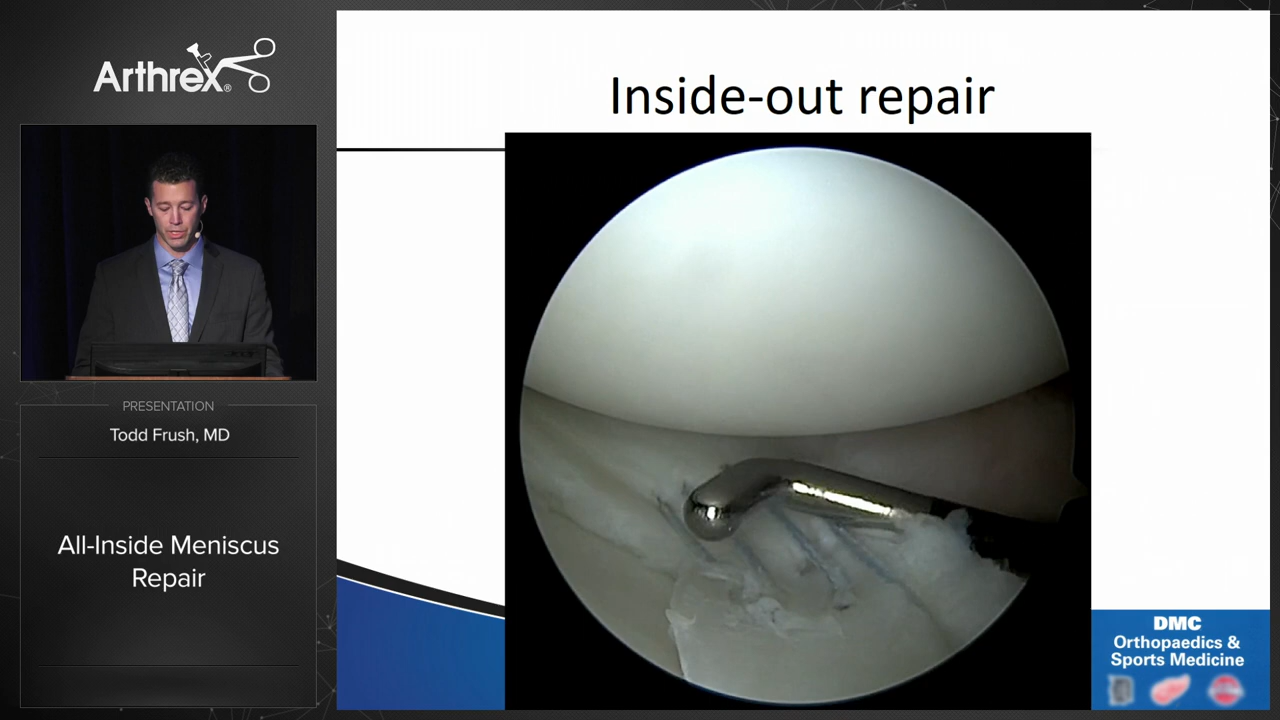 Arthrex®
PRESENTATION
Todd Frush, MD
All-Inside Meniscus
Repair
Inside-out repair
DMC
Orthopaedics &
Sports Medicine